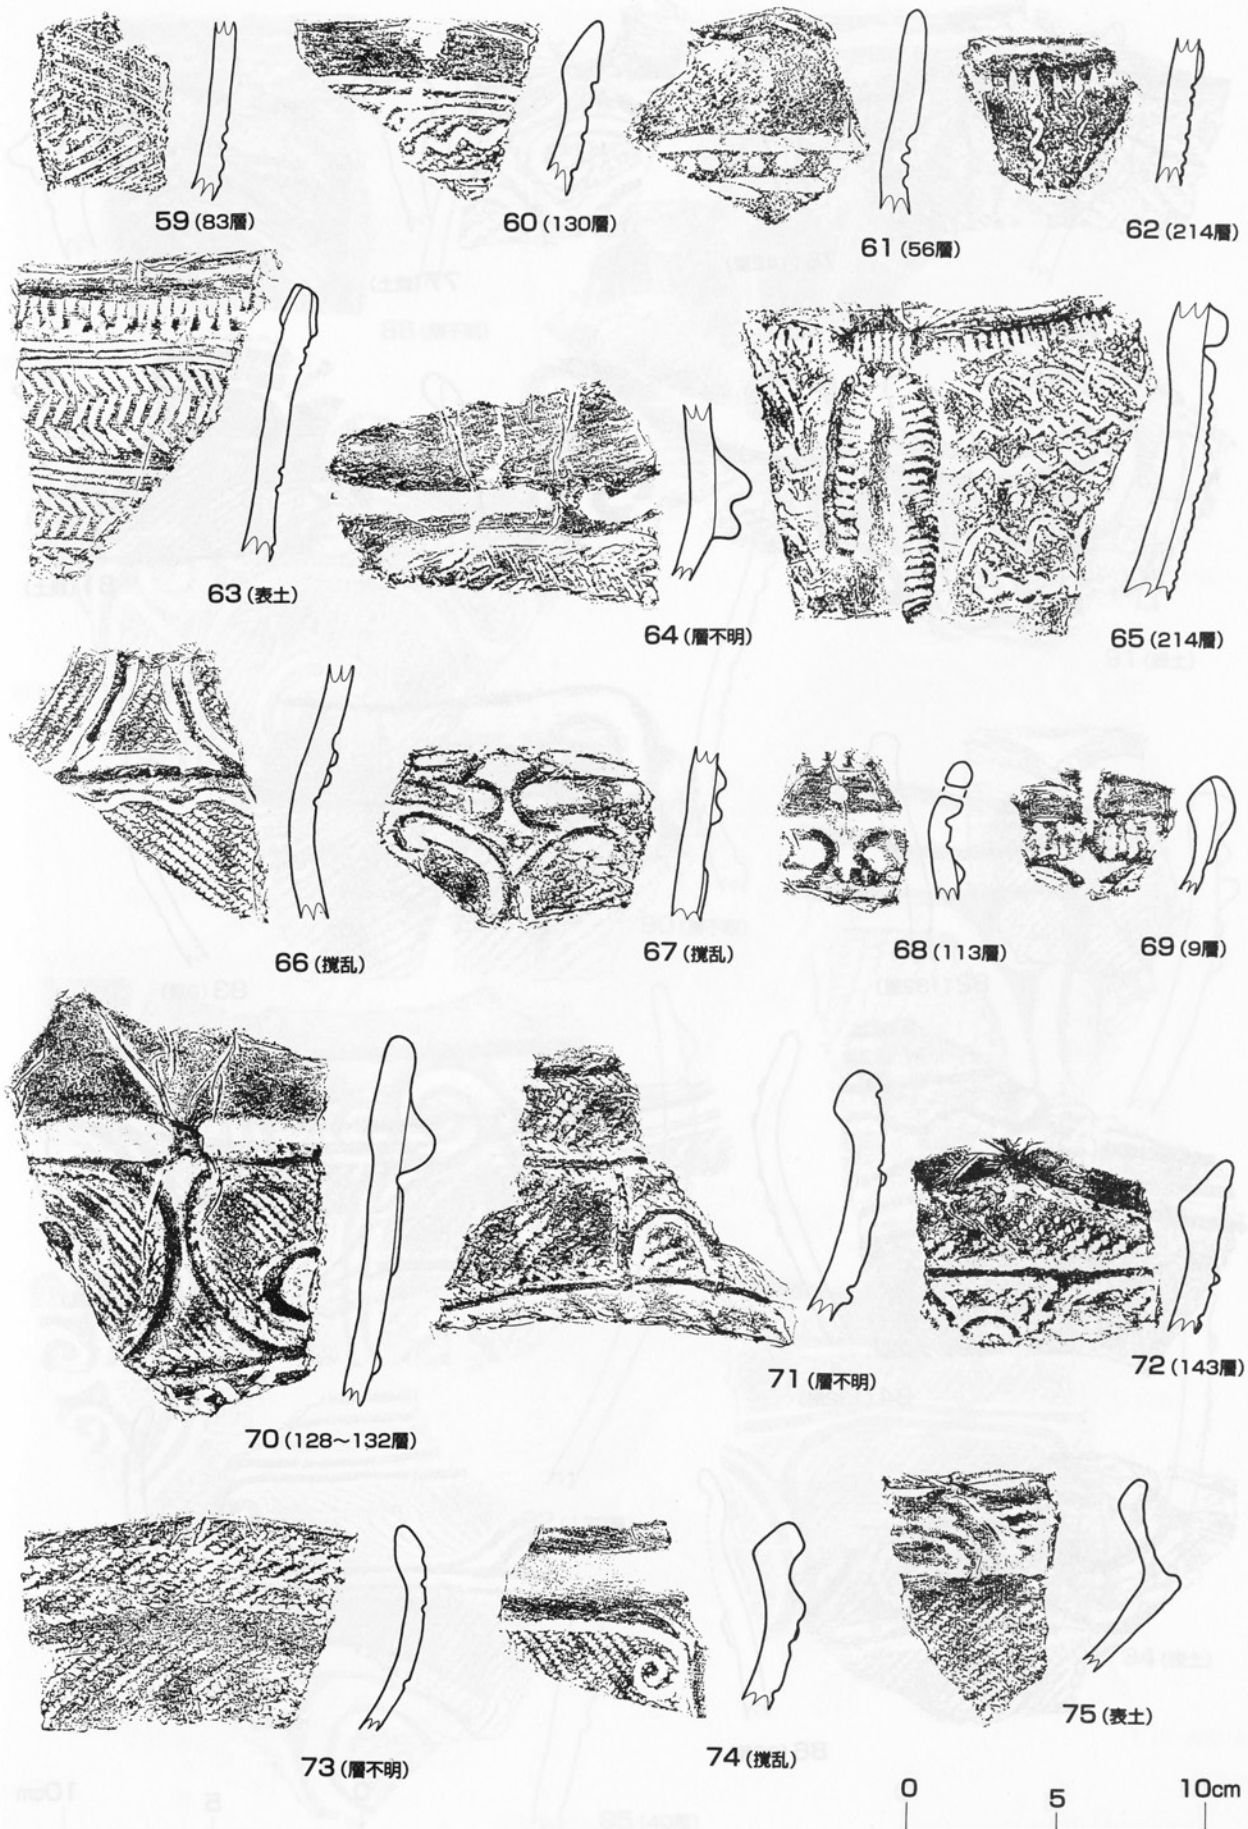 59 (83層)
60 (130層)
61 (56層)
62 (214層)
63 (表土)
64 (層不明)
65 (214層)
66 (撹乱)
67 (撹乱)
68 (113層)
69 (9層)
70 (128〜132層)
71 (層不明)
72 (143層)
73 (層不明)
74 (撹乱)
75 (表土)
0 5 10cm